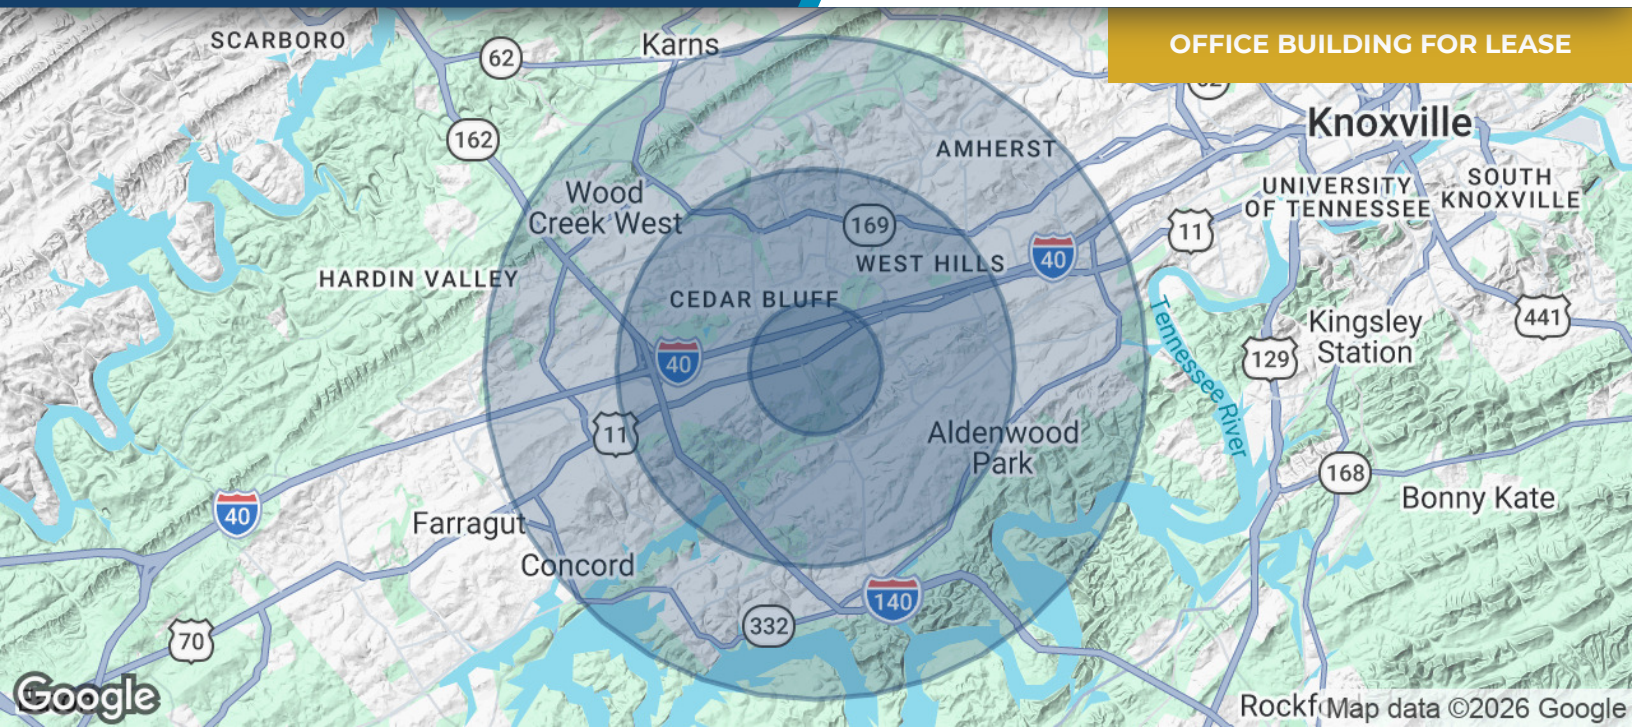 OFFICE BUILDING FOR LEASE
SCARBORO
Karns
62
162
Knoxville
AMHERST
Wood
Creek West
UNIVERSITY
OF TENNESSEE
SOUTH
KNOXVILLE
169
11
WEST HILLS
40
HARDIN VALLEY
CEDAR BLUFF
40
Tennessee River
Kingsley
Station
441
129
11
Aldenwood
Park
168
Bonny Kate
40
Farragut
Concord
140
332
70
Google
Rockf
Map data ©2026 Google